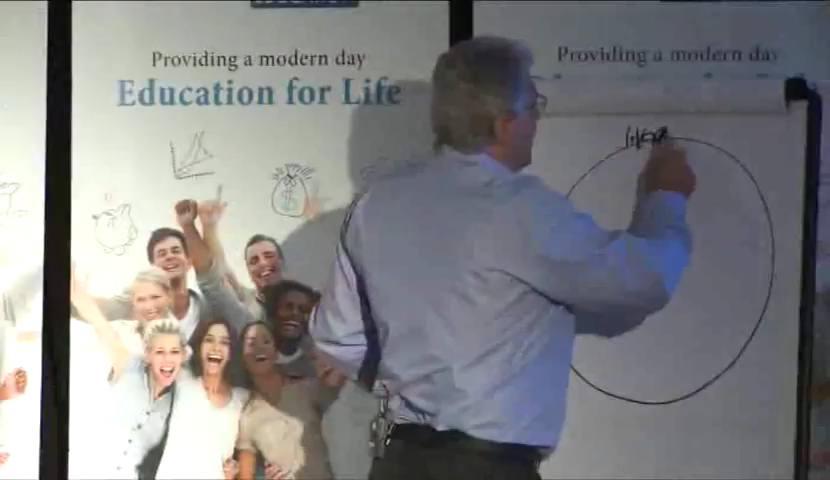 Providing a modern day
Education for Life
Providing a modern day
$